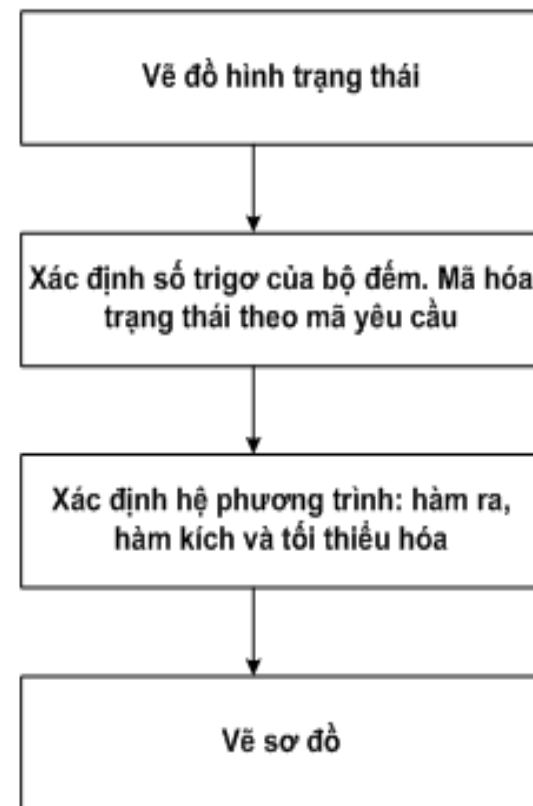 Vẽ đồ hình trạng thái
Xác định số trigơ của bộ đếm. Mã hóa
trạng thái theo mã yêu cầu
Xác định hệ phương trình: hàm ra,
hàm kích và tối thiểu hóa
Vẽ sơ đồ